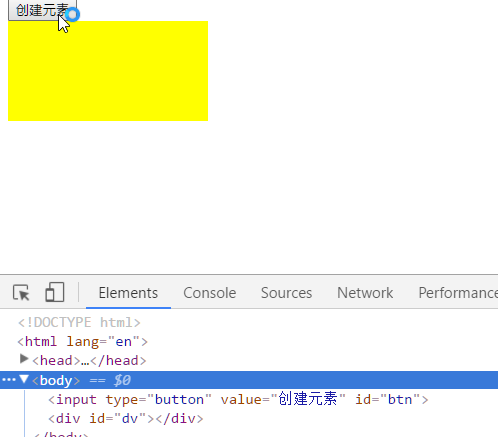 创建元素
Elements Console Sources Network Performance
<!DOCTYPE html>
<html lang="en">
▶<head>…</head>
…▼<body> == $0
<input type="button" value="创建元素" id="btn">
<div id="dv"></div>
</body>